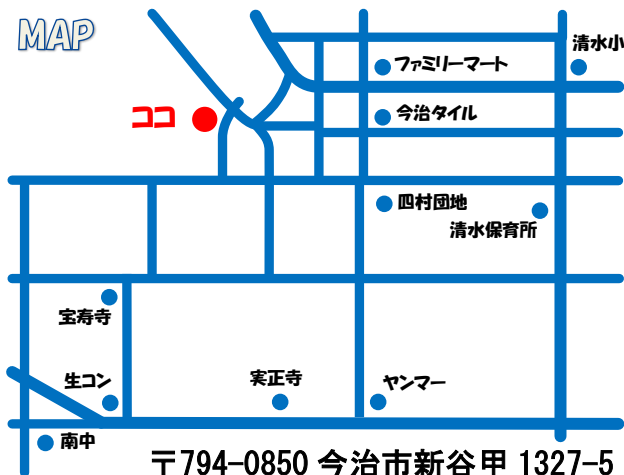 MAP
清水小
ファミリーマート
ココ
今治タイル
四村団地
清水保育所
宝寿寺
生コン
実正寺
ヤンマー
南中
〒794-0850 今治市新谷甲 1327-5